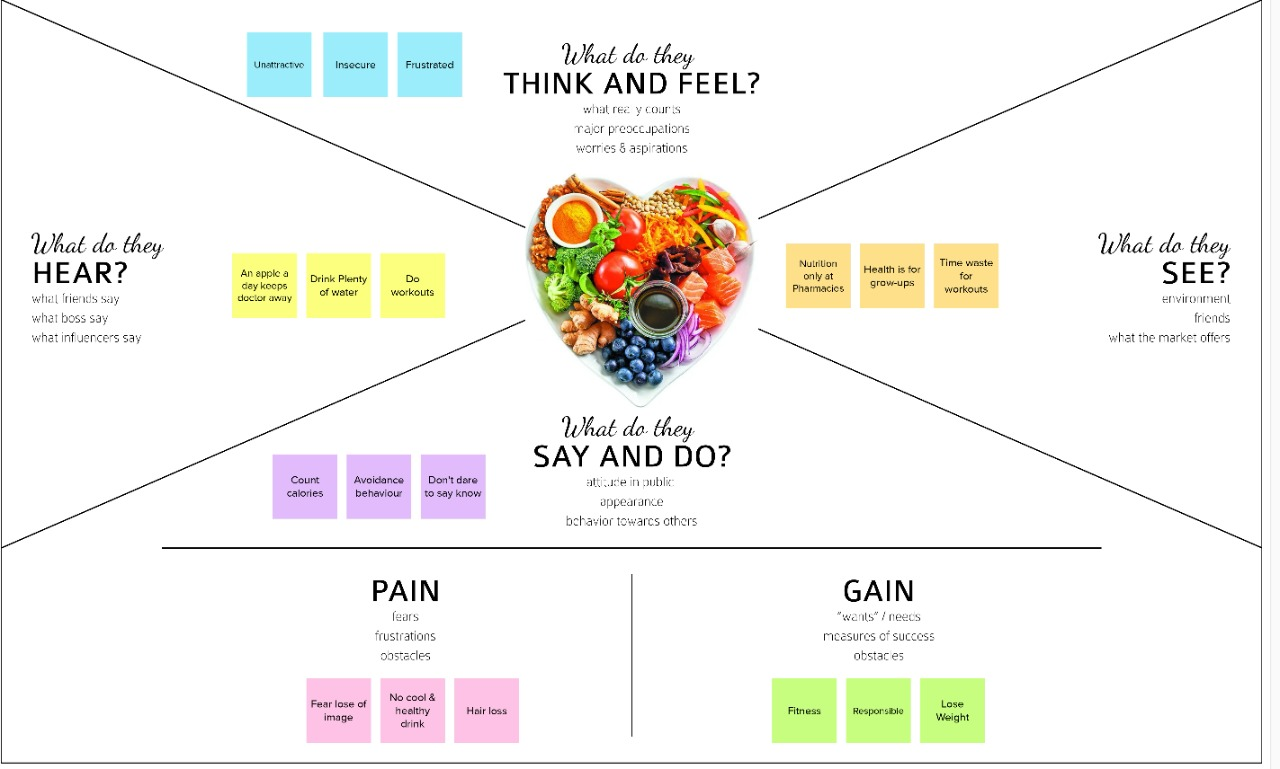 Unattractive
Insecure
Frustrated
What do they
THINK AND FEEL?
what really counts
major preoccupations
worries & aspirations
What do they
HEAR?
what friends say
what boss say
what influencers say
An apple a
day keeps
doctor away
Drink Plenty
of water
Do
workouts
Nutrition
only at
Pharmacies
Health is for
grow-ups
Time waste
for
workouts
What do they
SEE?
environment
friends
what the market offers
What do they
SAY AND DO?
attitude in public
appearance
behavior towards others
Count
calories
Avoidance
behaviour
Don't dare
to say know
PAIN
fears
frustrations
obstacles
Fear lose of
image
No cool &
healthy
drink
Hair loss
GAIN
"wants" / needs
measures of success
obstacles
Fitness
Responsible
Lose
Weight